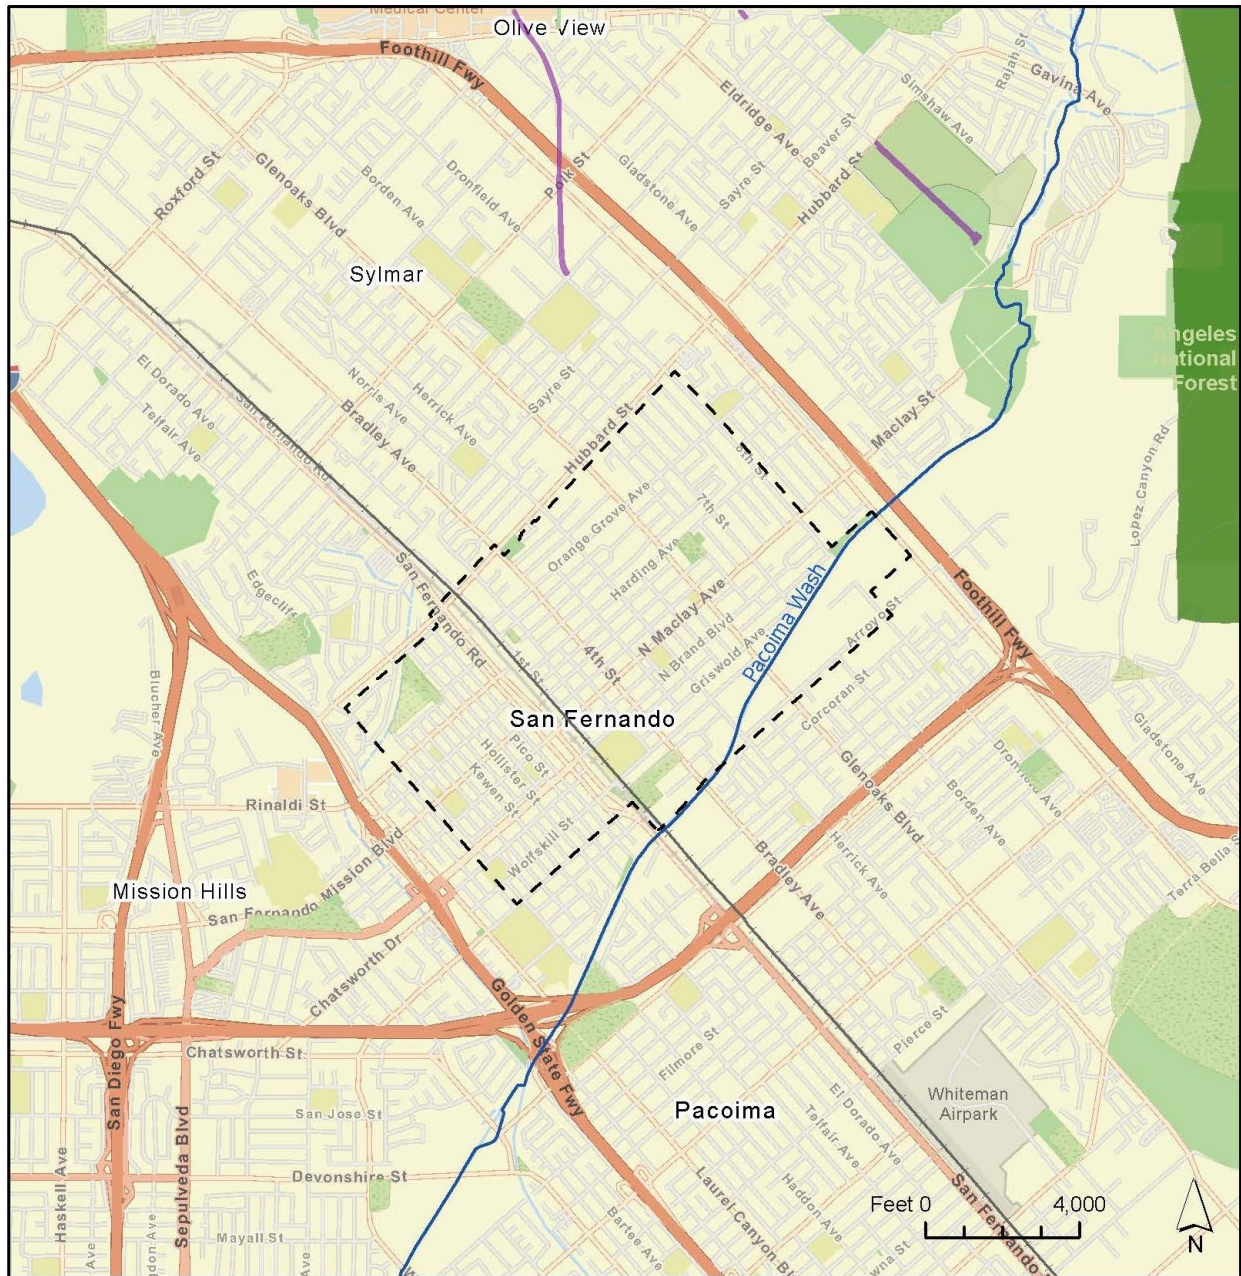 Medical Center
Olive View
Foothill Fwy
Eldridge Ave
Simshaw Ave
Rajah St
Gavina Ave
Beaver St
Hubbard St
Sayre St
Gladstone Ave
Polk St
Dronfield Ave
Borden Ave
Glenoaks Blvd
Roxford St
Sylmar
Angeles
National
Forest
El Dorado Ave
Telfair Ave
San Fernando Rd
Norris Ave
Bradley Ave
Herrick Ave
Sayre St
Hubbard St
Maclay St
Lopez Canyon Rd
8th St
7th St
Orange Grove Ave
Harding Ave
N Maclay Ave
N Brand Blvd
Griswold Ave
Pacoima Wash
Arroyo St
Foothill Fwy
Corcoran St
San Fernando Rd
1st St
4th St
Edgecliff
Blucher Ave
San Fernando
Pico St
Hollister St
Kewen St
Wolfskill St
Rinaldi St
Glenoaks Blvd
Borden Ave
Gladstone Ave
Herrick Ave
Bradley Ave
Terra Bella S
Mission Hills
San Fernando Mission Blvd
Chatsworth Dr
Golden State Fwy
San Diego Fwy
Chatsworth St
Filmore St
Pierce St
Whiteman
Airpark
Pacoima
San Jose St
El Dorado Ave
Telfair Ave
Sepulveda Blvd
Haskell Ave
Devonshire St
Laurel Canyon Bl
Haddon Ave
San Fernando
Bartee Ave
Mayall St
Ave
Ave
Feet 0
4,000
N